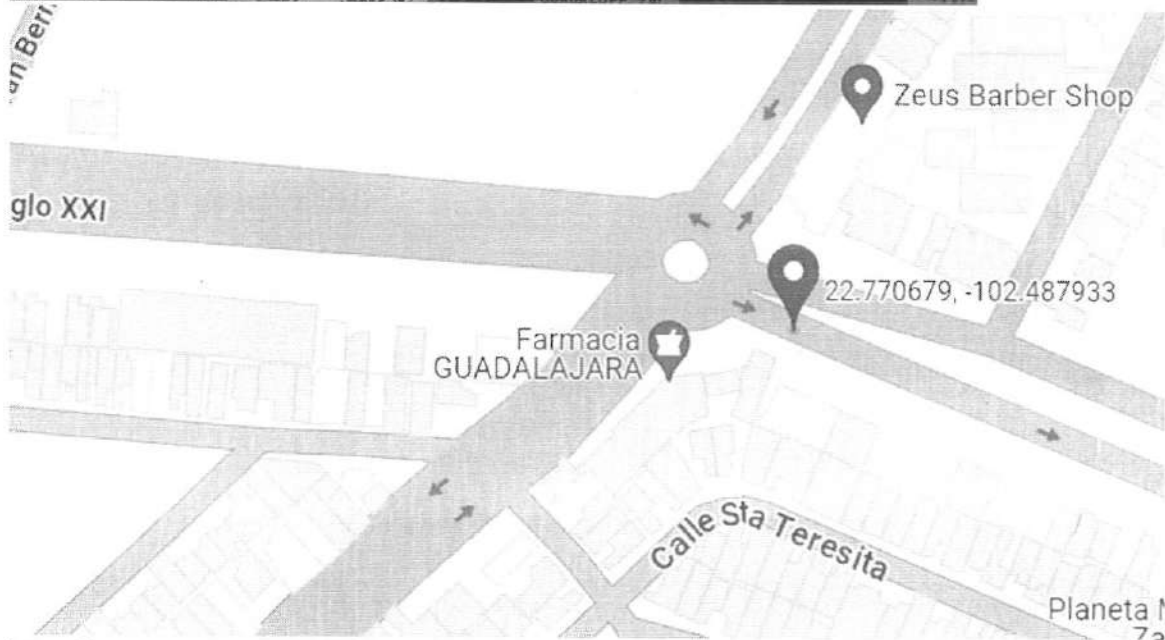 Zeus Barber Shop
glo XXI
22.770679, -102.487933
Farmacia
GUADALAJARA
Calle Sta Teresita
Planeta